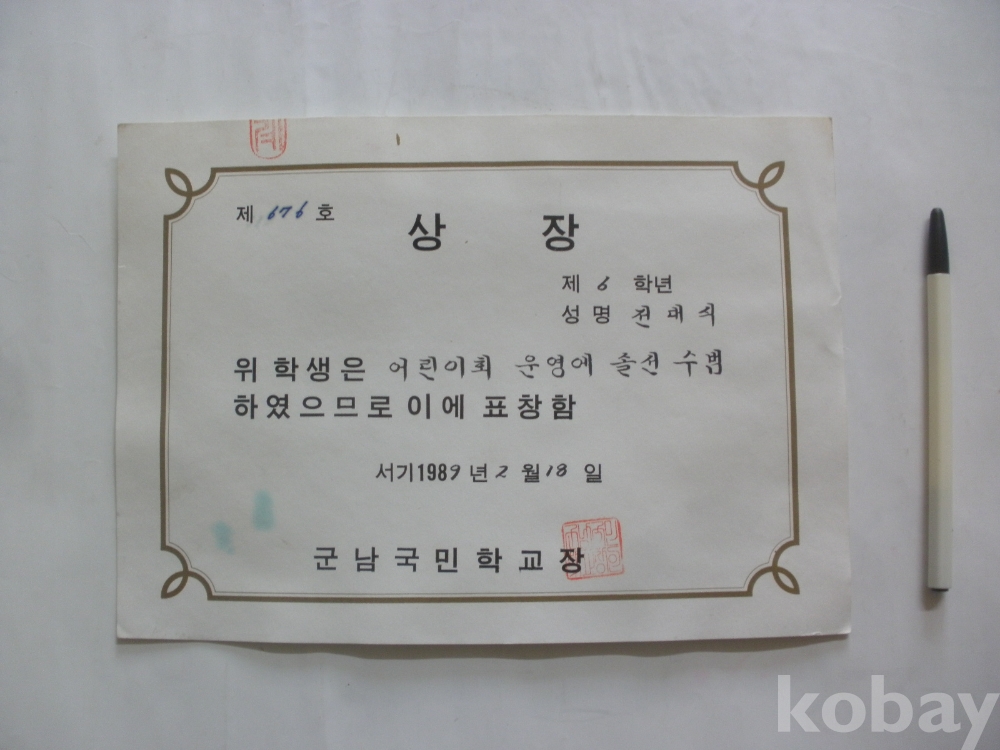 제 676 호
상 장
제 6 학년
성명 천대식
위 학생은 어린이회 운영에 솔선수범
하였으므로 이에 표창함
서기 1989년 2월 18일
군남국민학교장
kobay